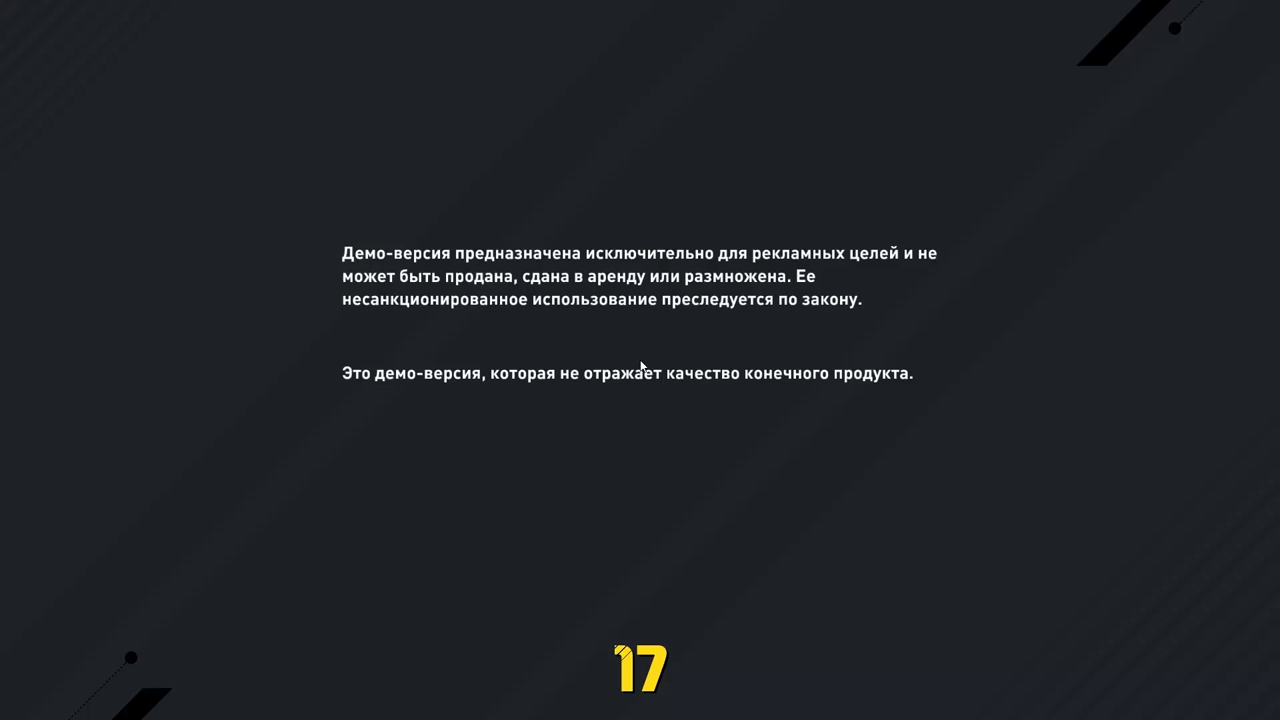 Демо-версия предназначена исключительно для рекламных целей и не
может быть продана, сдана в аренду или размножена. Ее
несанкционированное использование преследуется по закону.
Это демо-версия, которая не отражает качество конечного продукта.
17